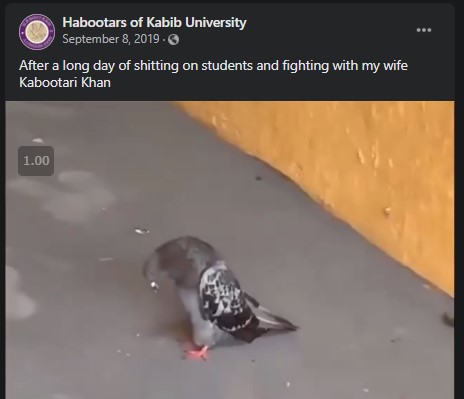 Habootars of Kabib University
September 8, 2019 ·
After a long day of shitting on students and fighting with my wife
Kabootari Khan
1.00